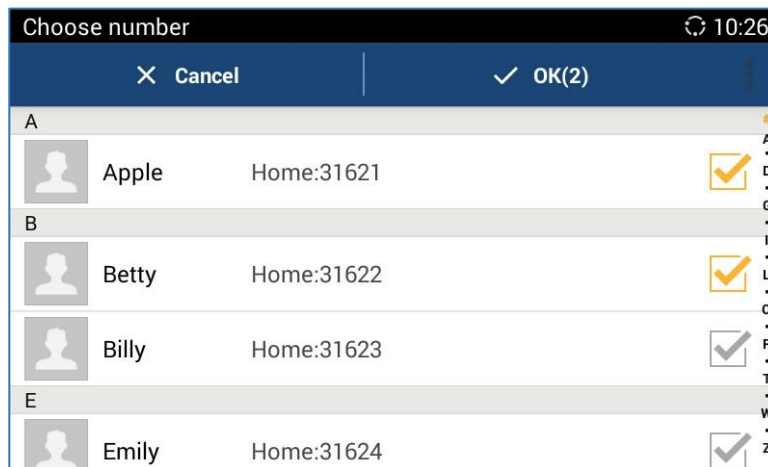 Choose number 10:26
Cancel OK(2)
A
Apple Home:31621
B
Betty Home:31622
Billy Home:31623
E
Emily Home:31624
#
A
D
G
I
L
O
R
T
W
Z